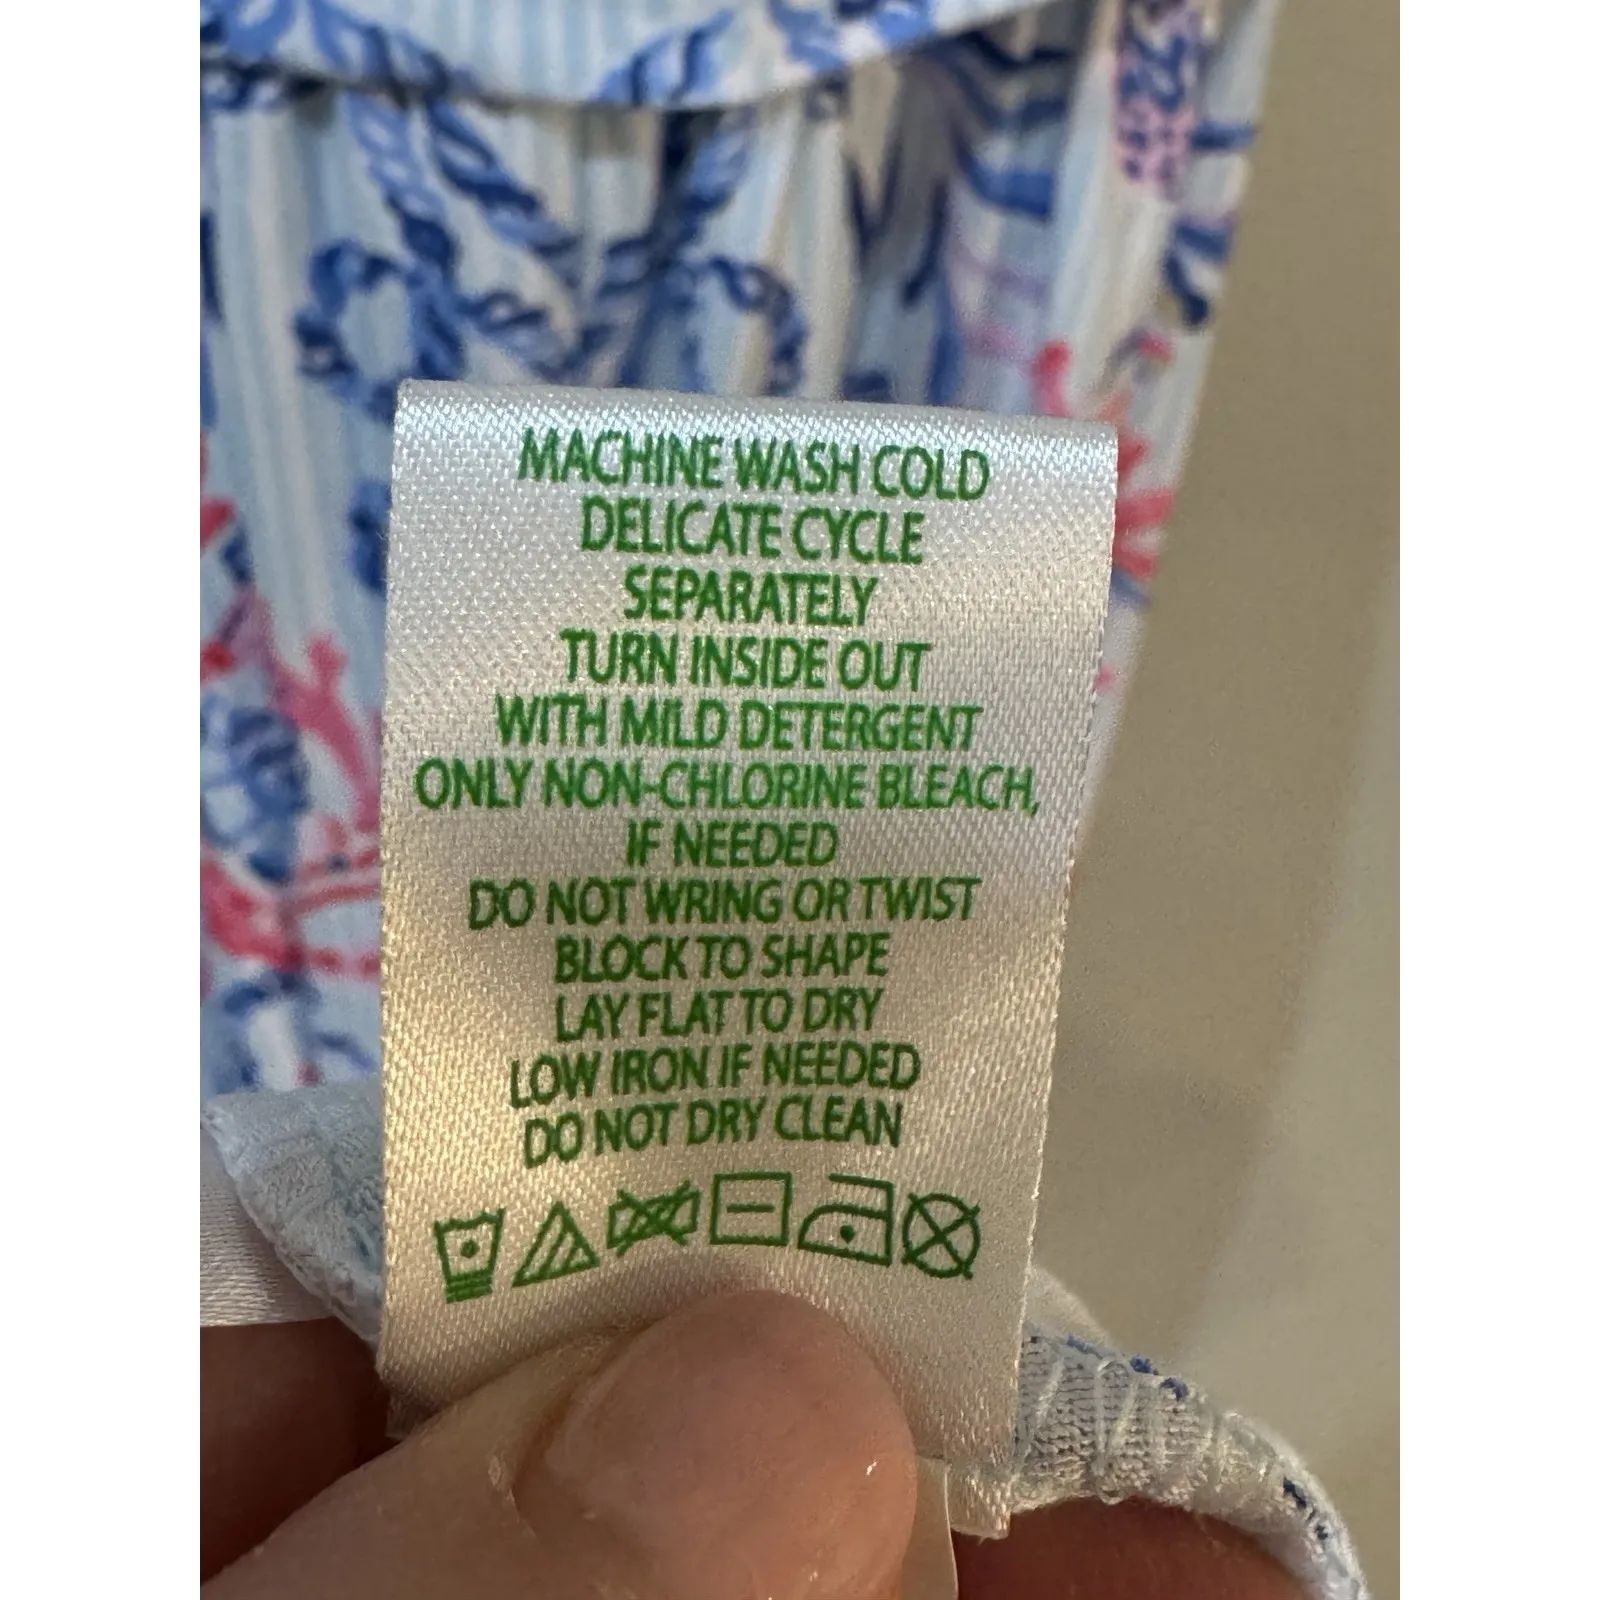 MACHINE WASH COLD
DELICATE CYCLE
SEPARATELY
TURN INSIDE OUT
WITH MILD DETERGENT
ONLY NON-CHLORINE BLEACH,
IF NEEDED
DO NOT WRING OR TWIST
BLOCK TO SHAPE
LAY FLAT TO DRY
LOW IRON IF NEEDED
DO NOT DRY CLEAN